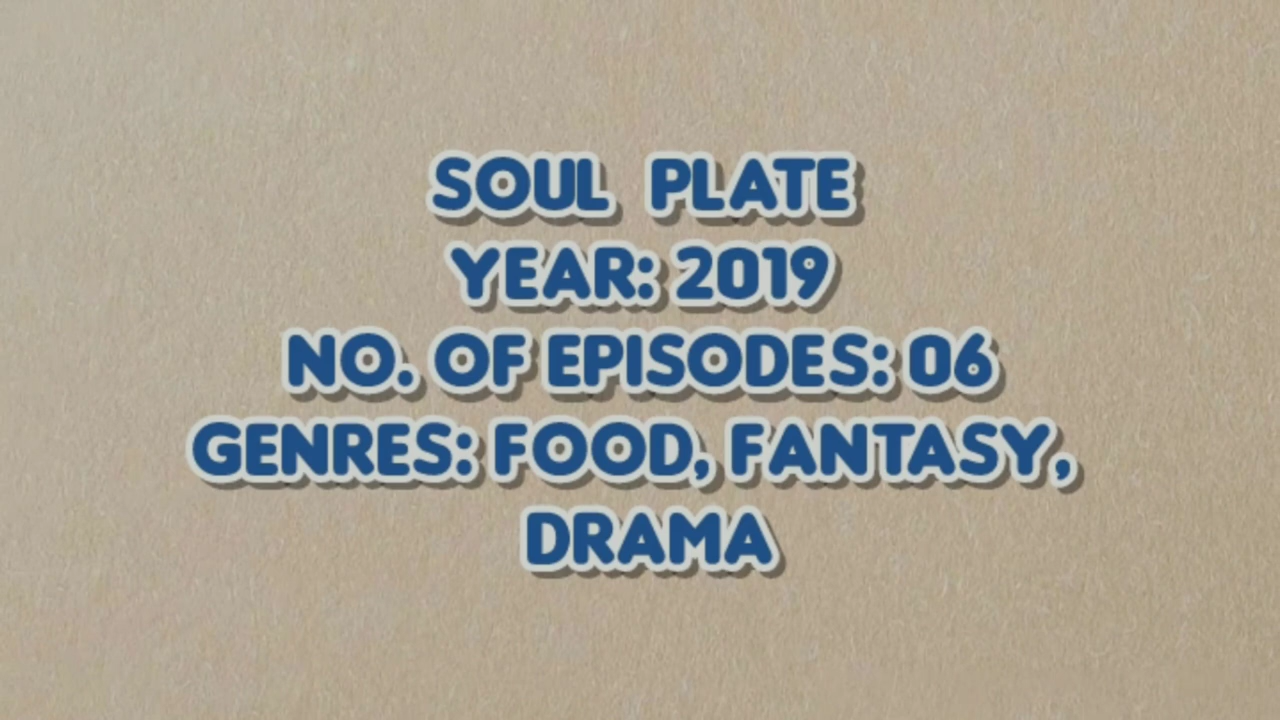 SOUL PLATE
YEAR: 2019
NO. OF EPISODES: 06
GENRES: FOOD, FANTASY,
DRAMA